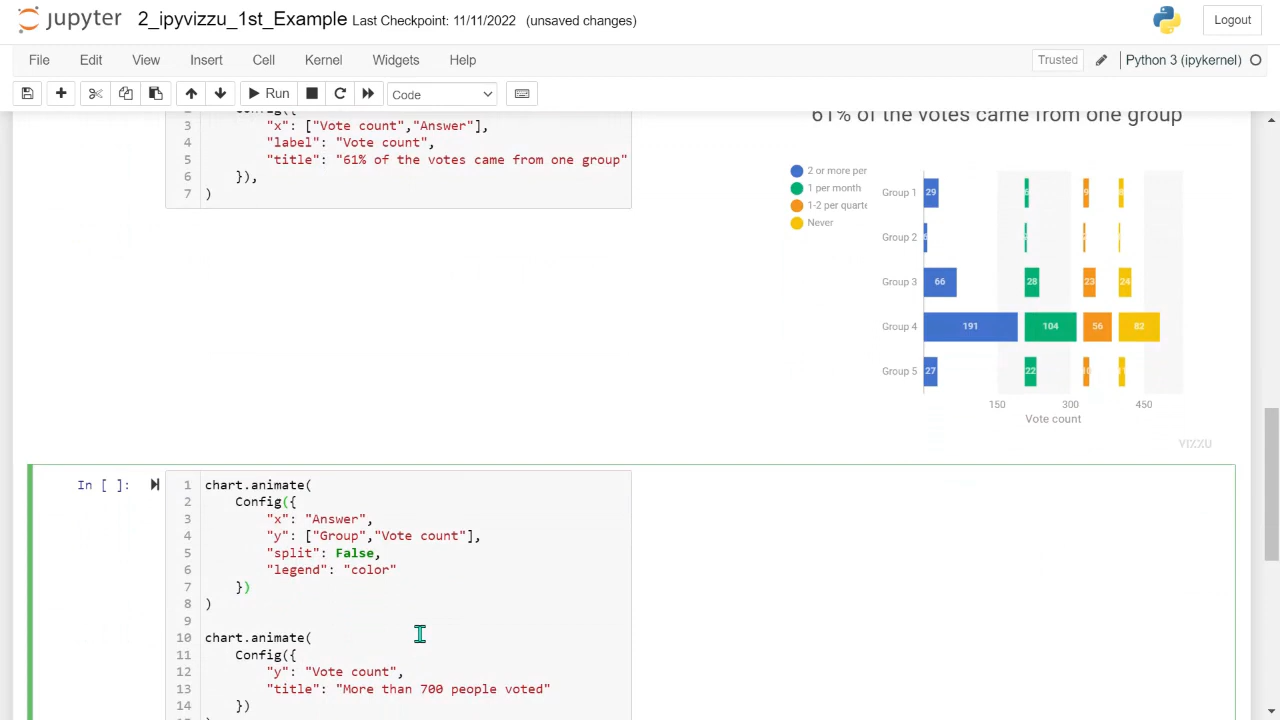 jupyter 2_ipyvizzu_1st_Example Last Checkpoint: 11/11/2022 (unsaved changes) Logout
File Edit View Insert Cell Kernel Widgets Help Trusted Python 3 (ipykernel)
Run Code
3 "x": ["Vote count","Answer"],
4 "label": "Vote count",
5 "title": "61% of the votes came from one group"
6 }),
7 )
61% of the votes came from one group
2 or more per
1 per month
1-2 per quarte
Never
Group 1 29
Group 2
Group 3 66 28 23 24
Group 4 191 104 56 82
Group 5 27 22
150 300 450
Vote count
VIZZU
In [ ]:
1 chart.animate(
2 Config({
3 "x": "Answer",
4 "y": ["Group","Vote count"],
5 "split": False,
6 "legend": "color"
7 })
8 )
9
10 chart.animate(
11 Config({
12 "y": "Vote count",
13 "title": "More than 700 people voted"
14 })